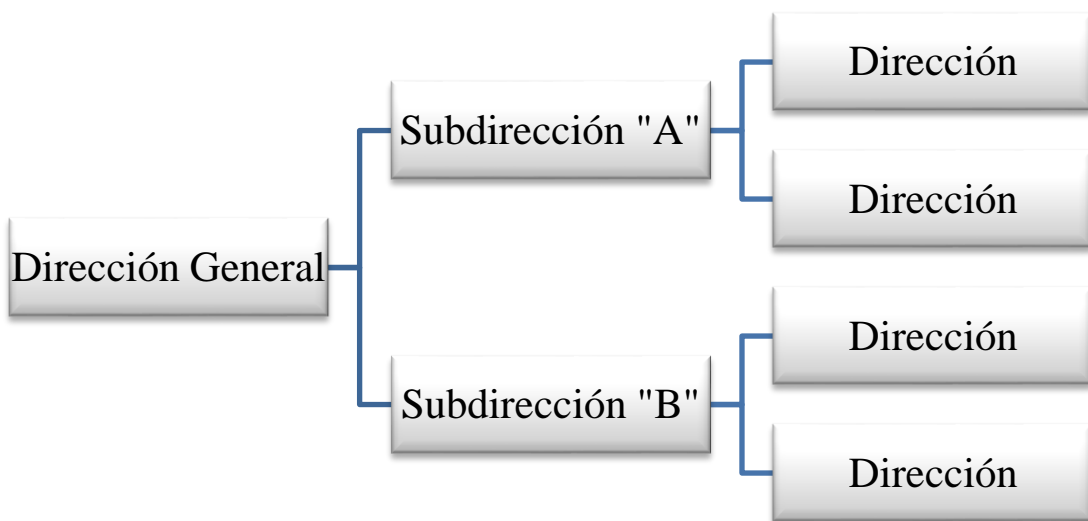 Dirección General
Subdirección "A"
Dirección
Dirección
Subdirección "B"
Dirección
Dirección